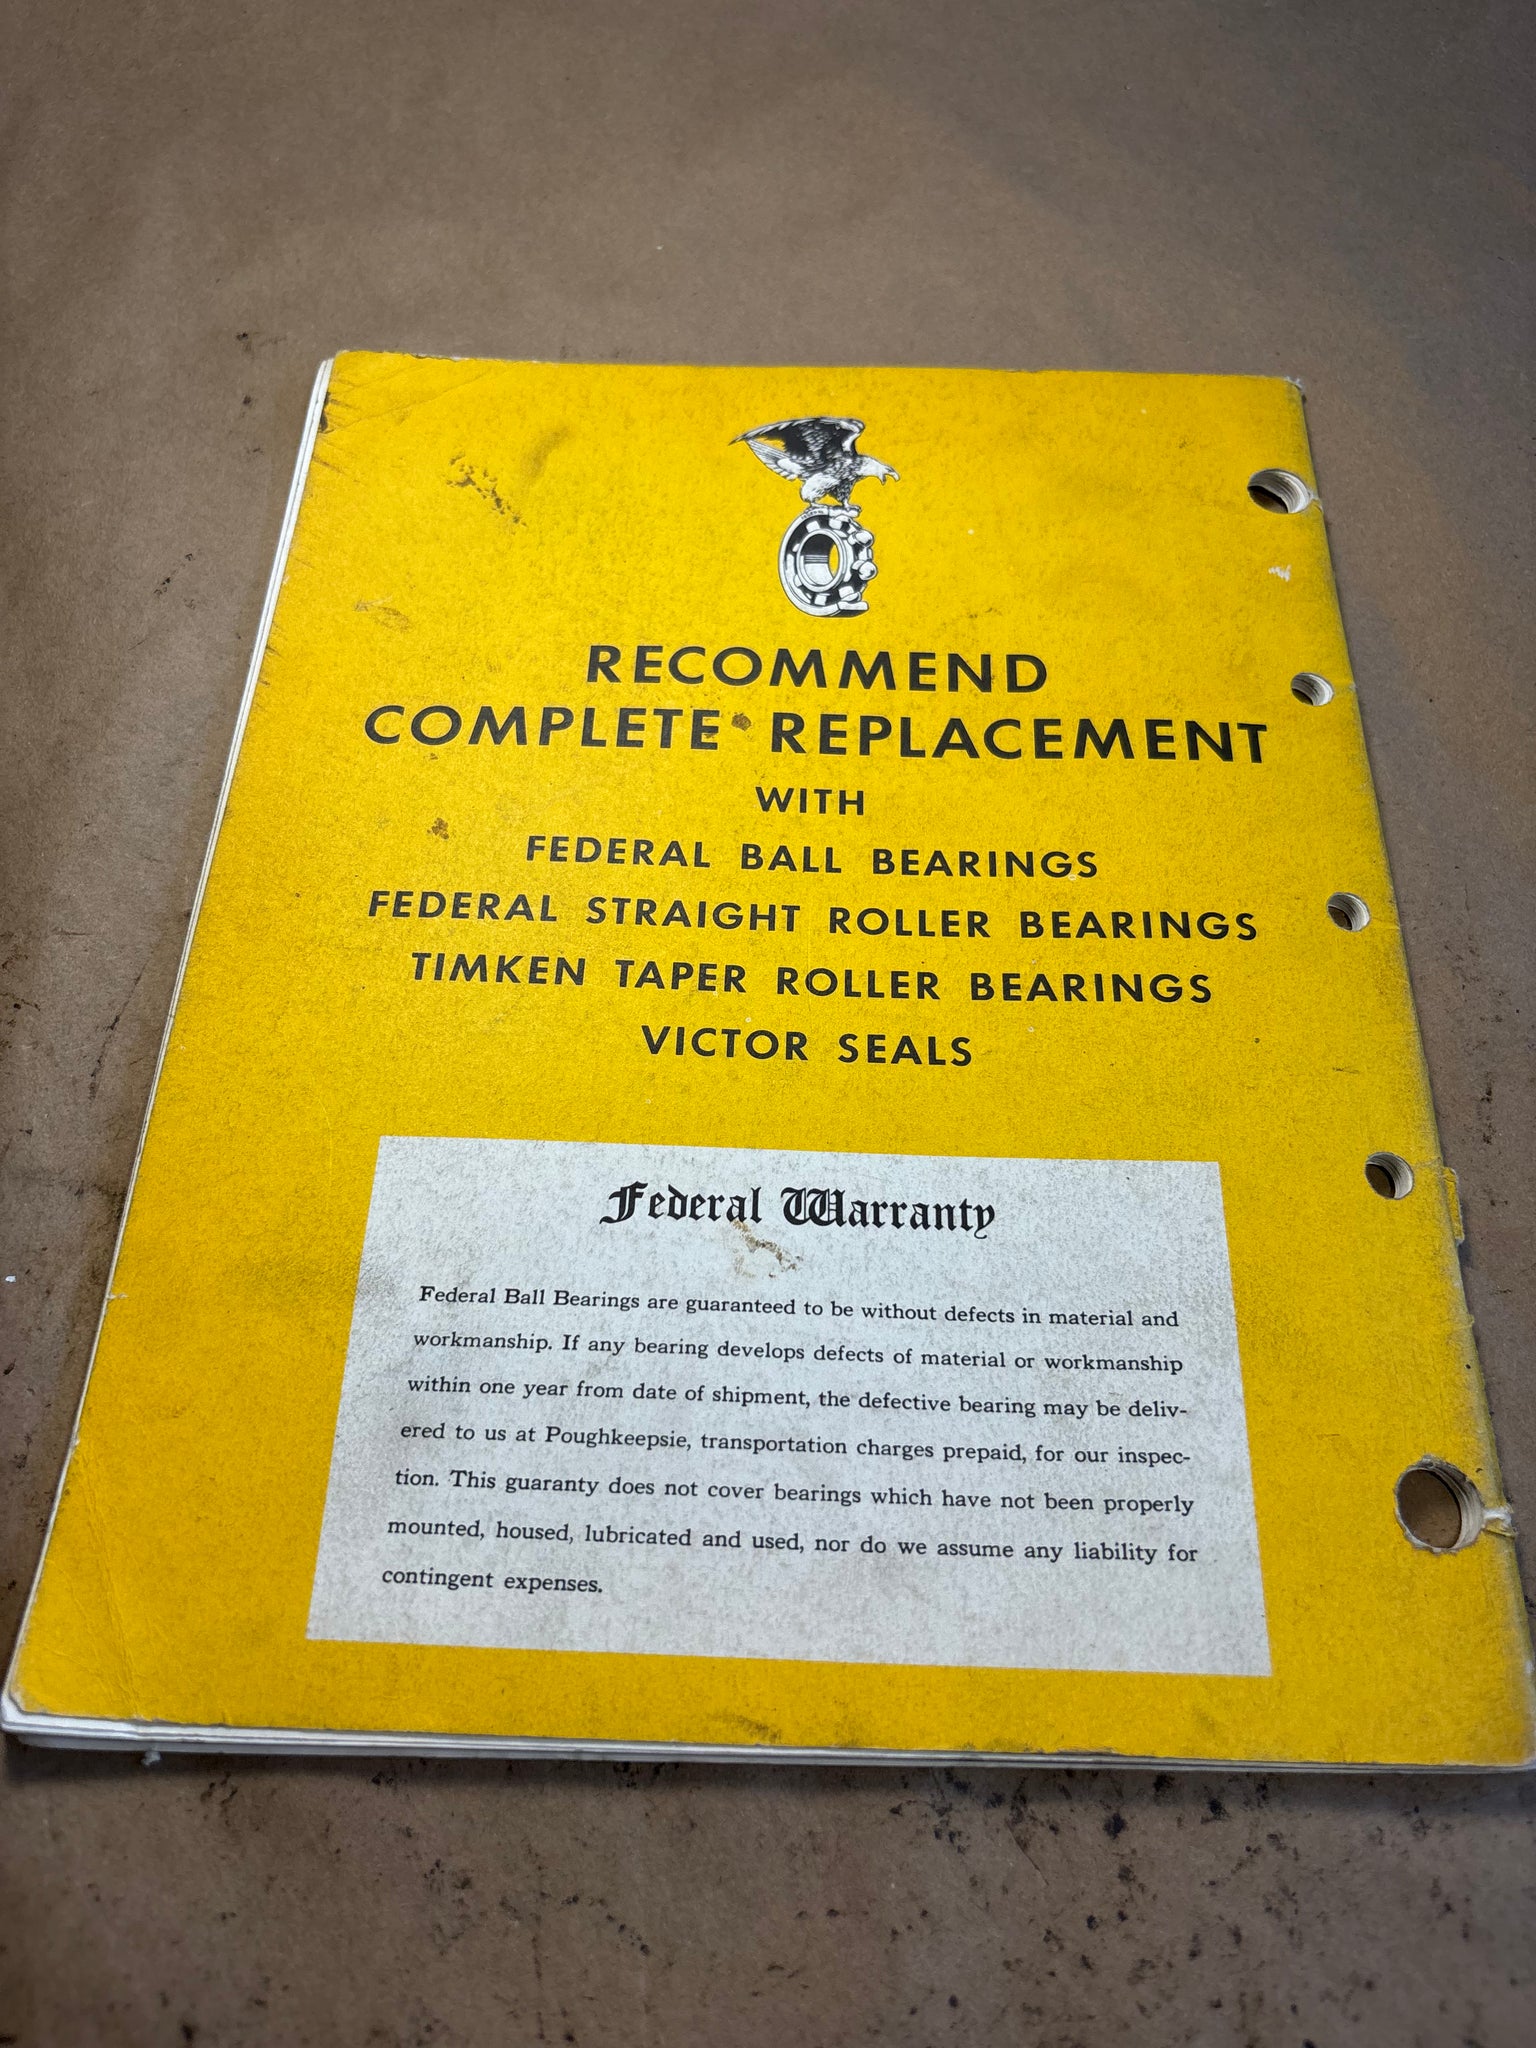 RECOMMEND
COMPLETE REPLACEMENT
WITH
FEDERAL BALL BEARINGS
FEDERAL STRAIGHT ROLLER BEARINGS
TIMKEN TAPER ROLLER BEARINGS
VICTOR SEALS
Federal Warranty
Federal Ball Bearings are guaranteed to be without defects in material and
workmanship. If any bearing develops defects of material or workmanship
within one year from date of shipment, the defective bearing may be deliv-
ered to us at Poughkeepsie, transportation charges prepaid, for our inspec-
tion. This guaranty does not cover bearings which have not been properly
mounted, housed, lubricated and used, nor do we assume any liability for
contingent expenses.